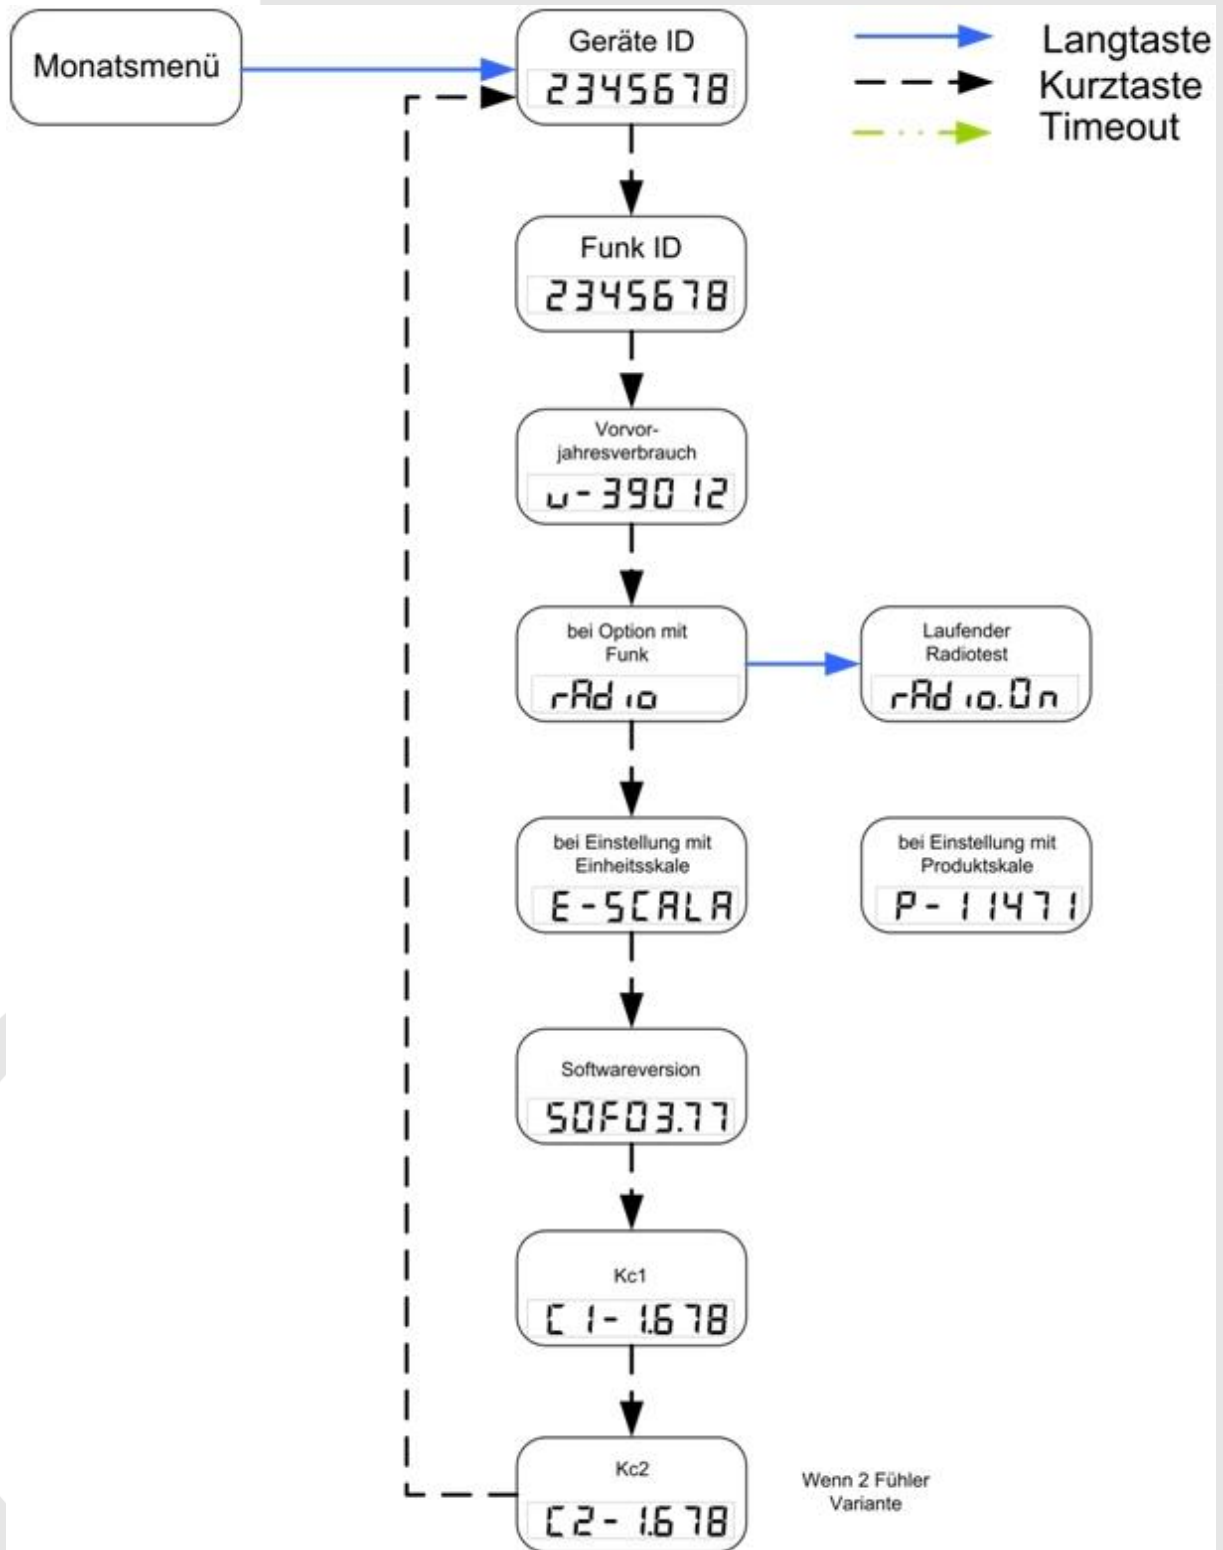 Monatsmenü
Geräte ID
2345678
Langtaste
Kurztaste
Timeout
Funk ID
2345678
Vorvor-
jahresverbrauch
u-39012
bei Option mit
Funk
rAdio
Laufender
Radiotest
rAdio.On
bei Einstellung mit
Einheitsskale
E-SCALA
bei Einstellung mit
Produktskale
P-11471
Softwareversion
SOF03.77
Kc1
C1-1.678
Kc2
C2-1.678
Wenn 2 Fühler
Variante